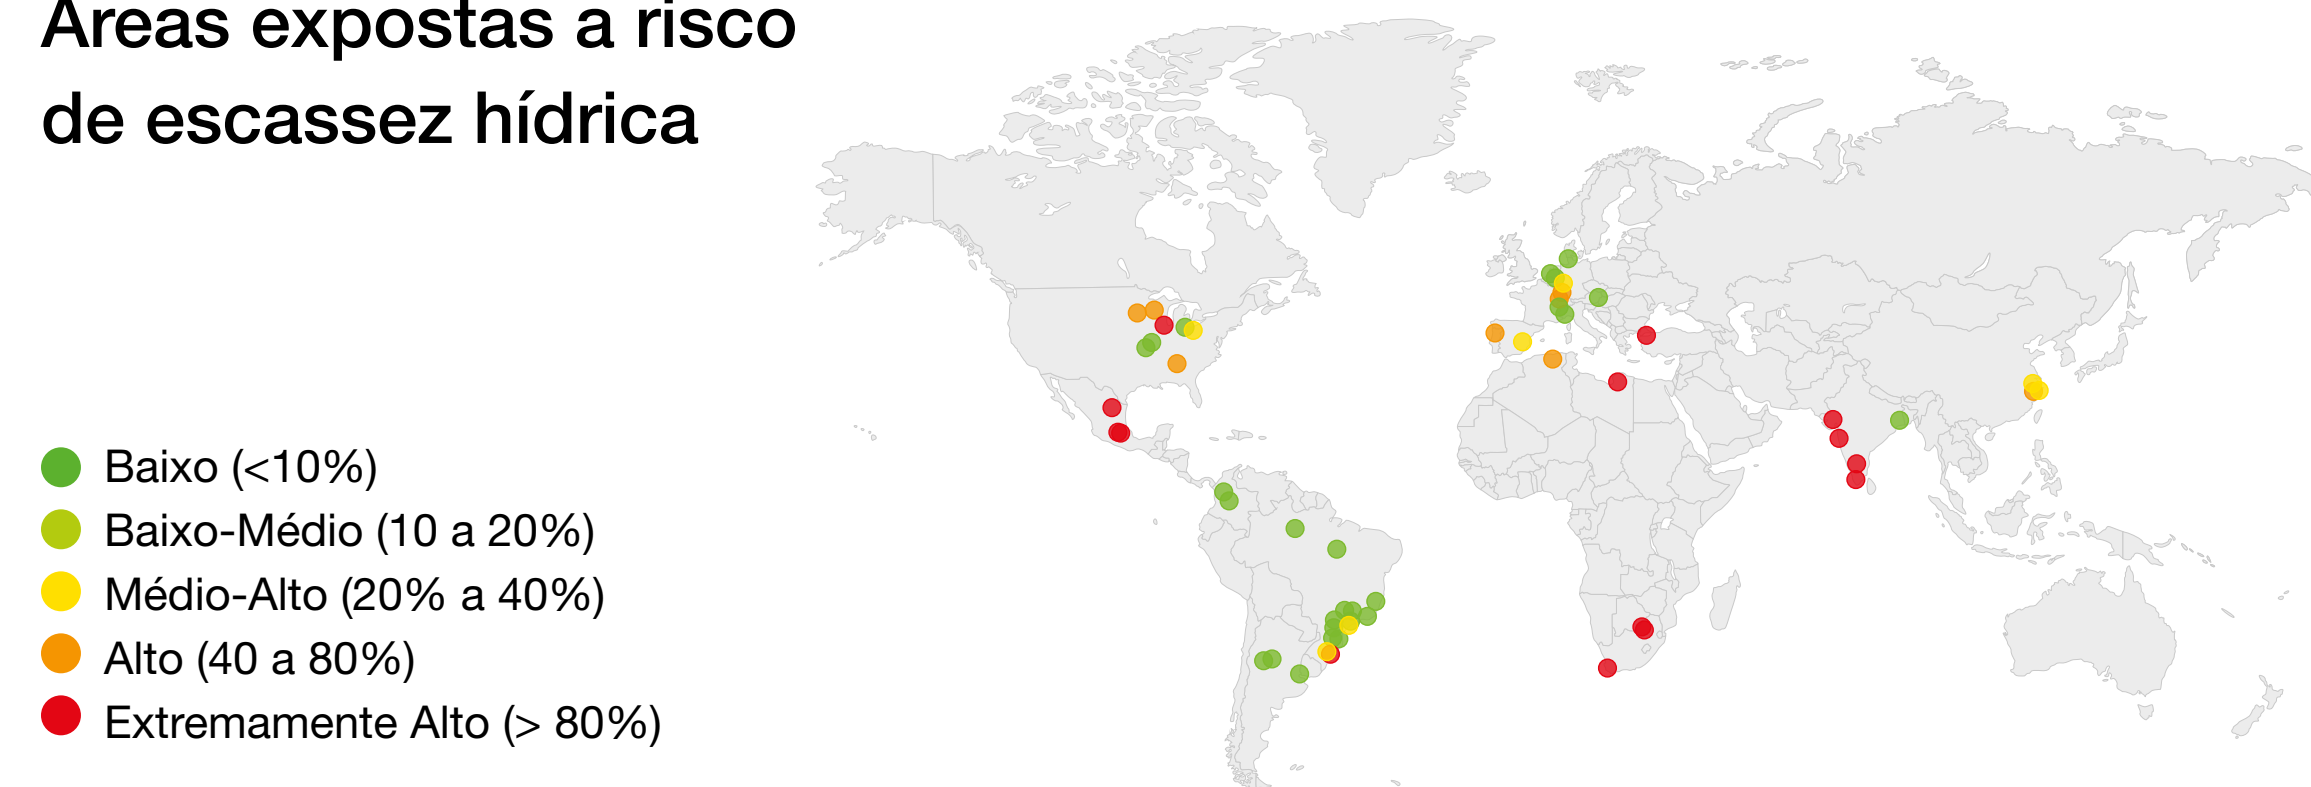 Áreas expostas a risco
de escassez hídrica
Baixo (<10%)
Baixo-Médio (10 a 20%)
Médio-Alto (20% a 40%)
Alto (40 a 80%)
Extremamente Alto (> 80%)